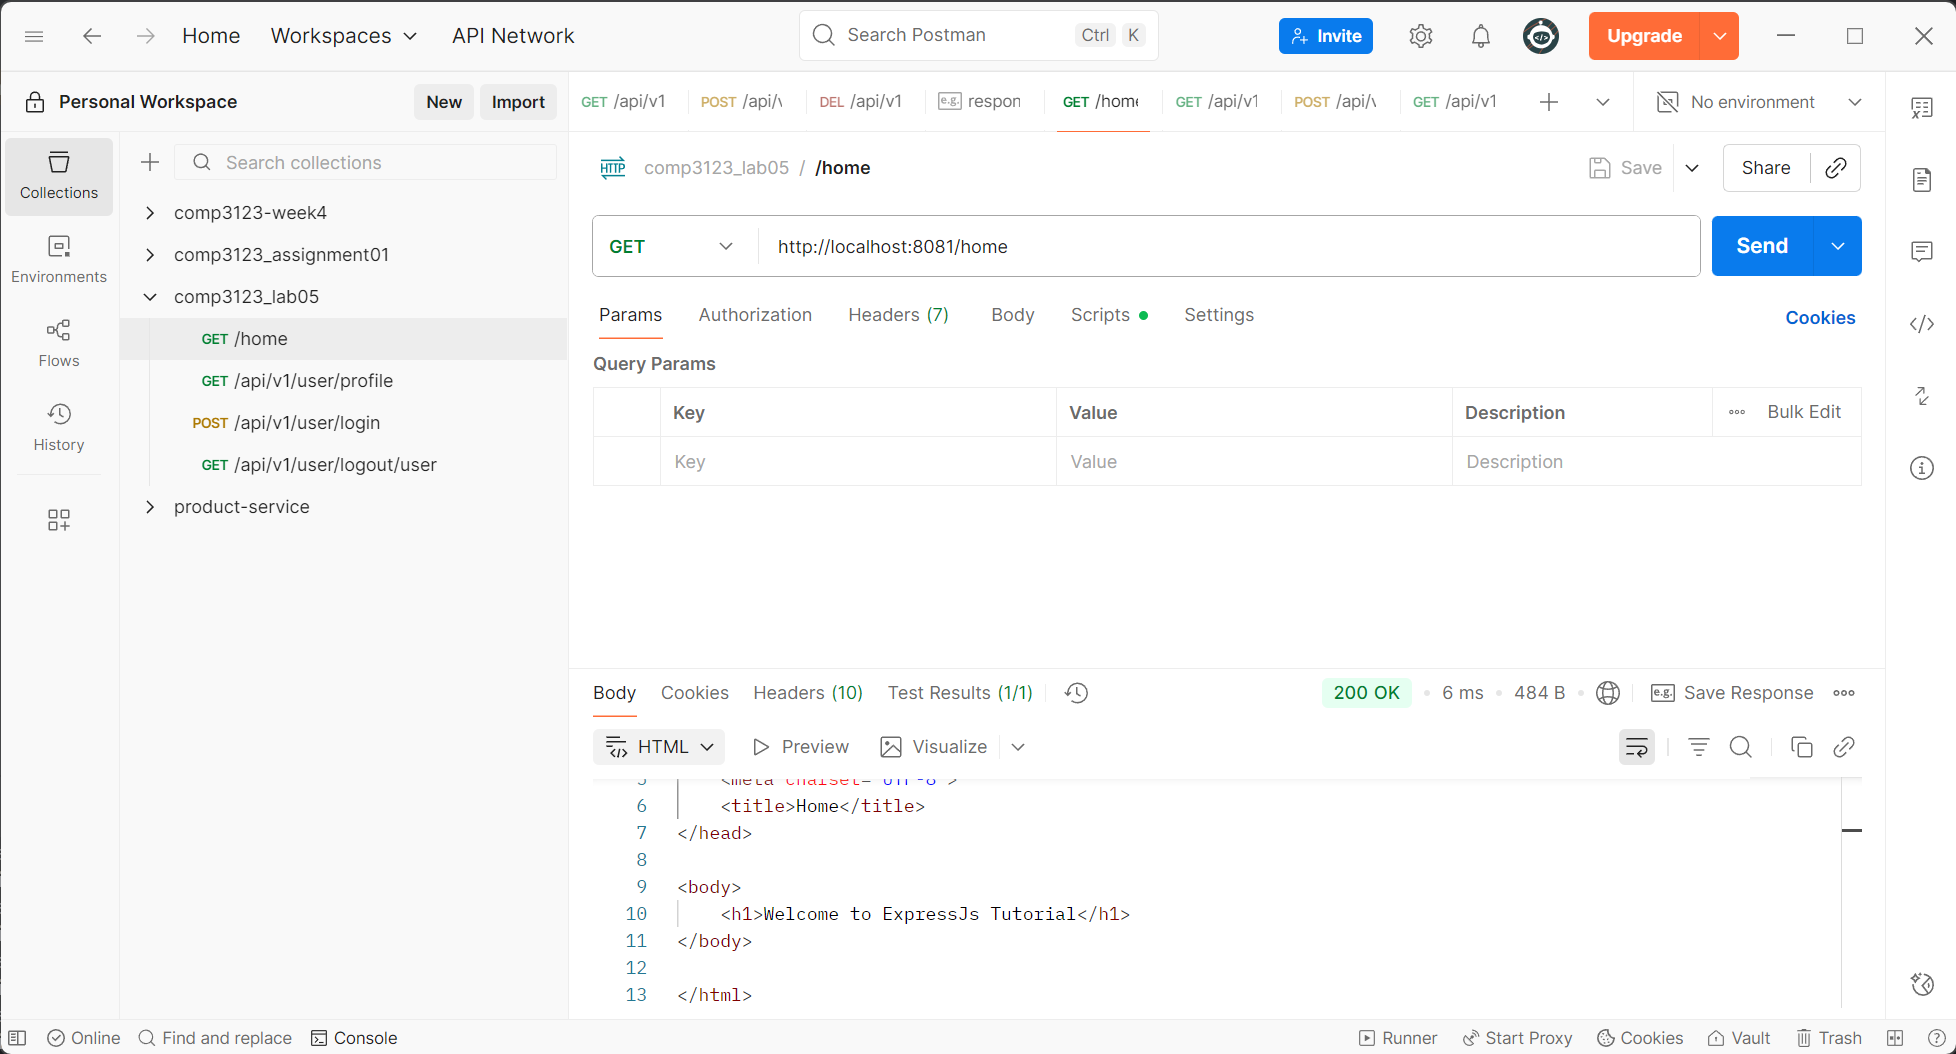 Home Workspaces API Network Search Postman Ctrl K Invite Upgrade
Personal Workspace New Import
GET /api/v1 POST /api/v DEL /api/v1 e.g. respon GET /home GET /api/v1 POST /api/v GET /api/v1 No environment
Collections
Environments
Flows
History
Search collections
comp3123-week4
comp3123_assignment01
comp3123_lab05
GET /home
GET /api/v1/user/profile
POST /api/v1/user/login
GET /api/v1/user/logout/user
product-service
HTTP comp3123_lab05 / /home Save Share
GET http://localhost:8081/home Send
Params Authorization Headers (7) Body Scripts Settings Cookies
Query Params
Key Value Description Bulk Edit
Key Value Description
Body Cookies Headers (10) Test Results (1/1) 200 OK 6 ms 484 B e.g. Save Response
HTML Preview Visualize
5 <meta charset="UTF-8">
6 <title>Home</title>
7 </head>
8
9 <body>
10 <h1>Welcome to ExpressJs Tutorial</h1>
11 </body>
12
13 </html>
Online Find and replace Console Runner Start Proxy Cookies Vault Trash